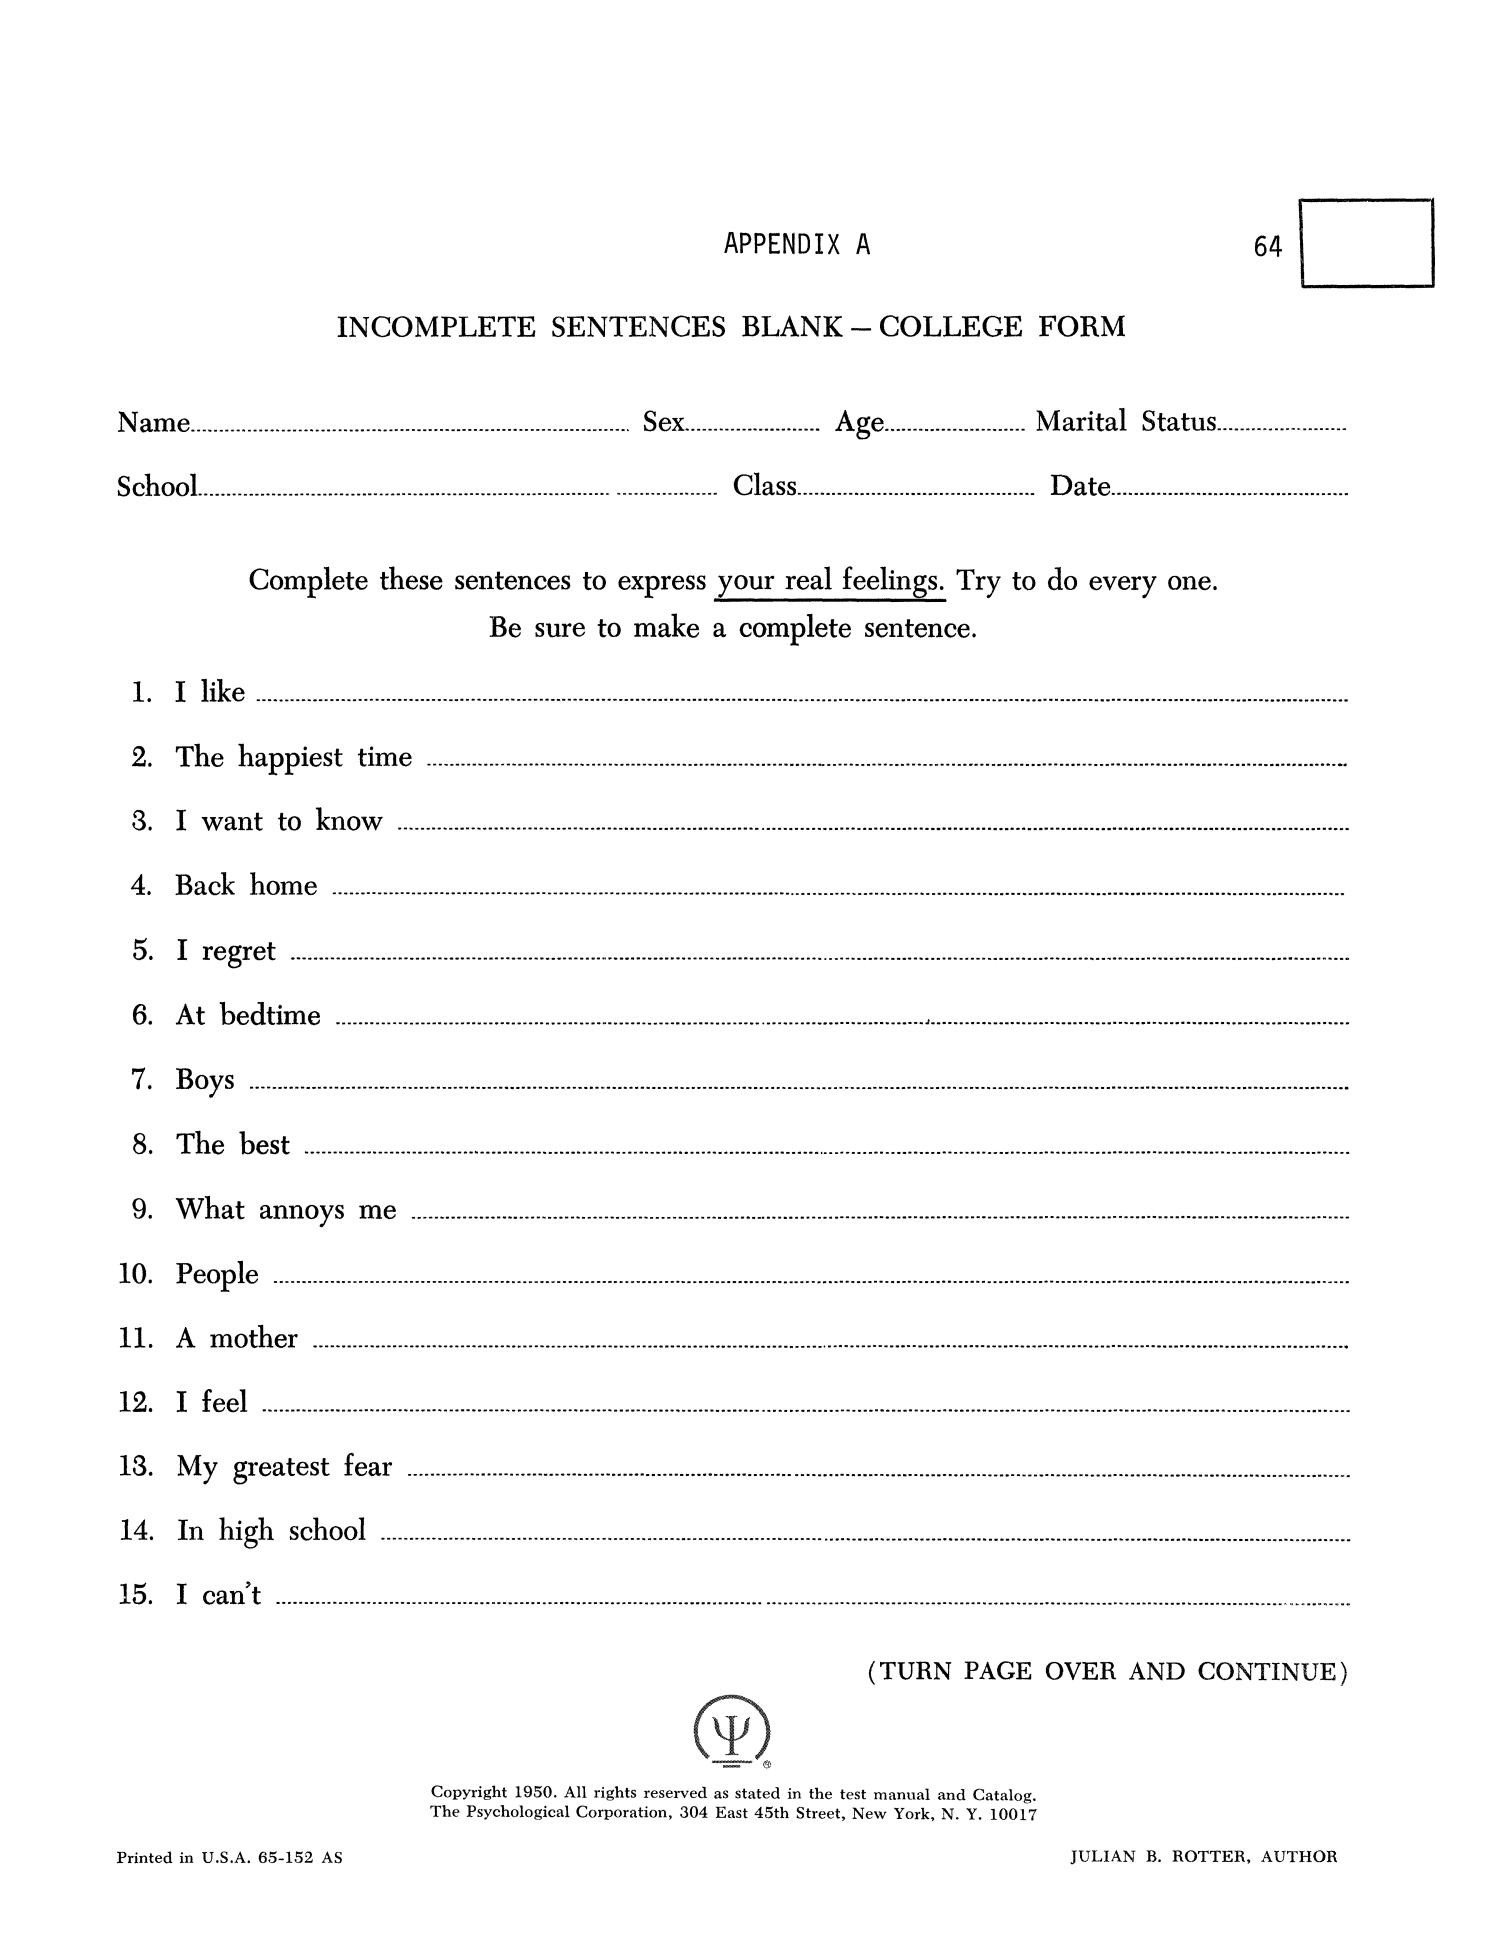 APPENDIX A 64
INCOMPLETE SENTENCES BLANK – COLLEGE FORM
Name Sex Age Marital Status
School Class Date
Complete these sentences to express your real feelings. Try to do every one.
Be sure to make a complete sentence.
1. I like
2. The happiest time
3. I want to know
4. Back home
5. I regret
6. At bedtime
7. Boys
8. The best
9. What annoys me
10. People
11. A mother
12. I feel
13. My greatest fear
14. In high school
15. I can't
(TURN PAGE OVER AND CONTINUE)
Ψ ®
Copyright 1950. All rights reserved as stated in the test manual and Catalog.
The Psychological Corporation, 304 East 45th Street, New York, N. Y. 10017
Printed in U.S.A. 65-152 AS JULIAN B. ROTTER, AUTHOR